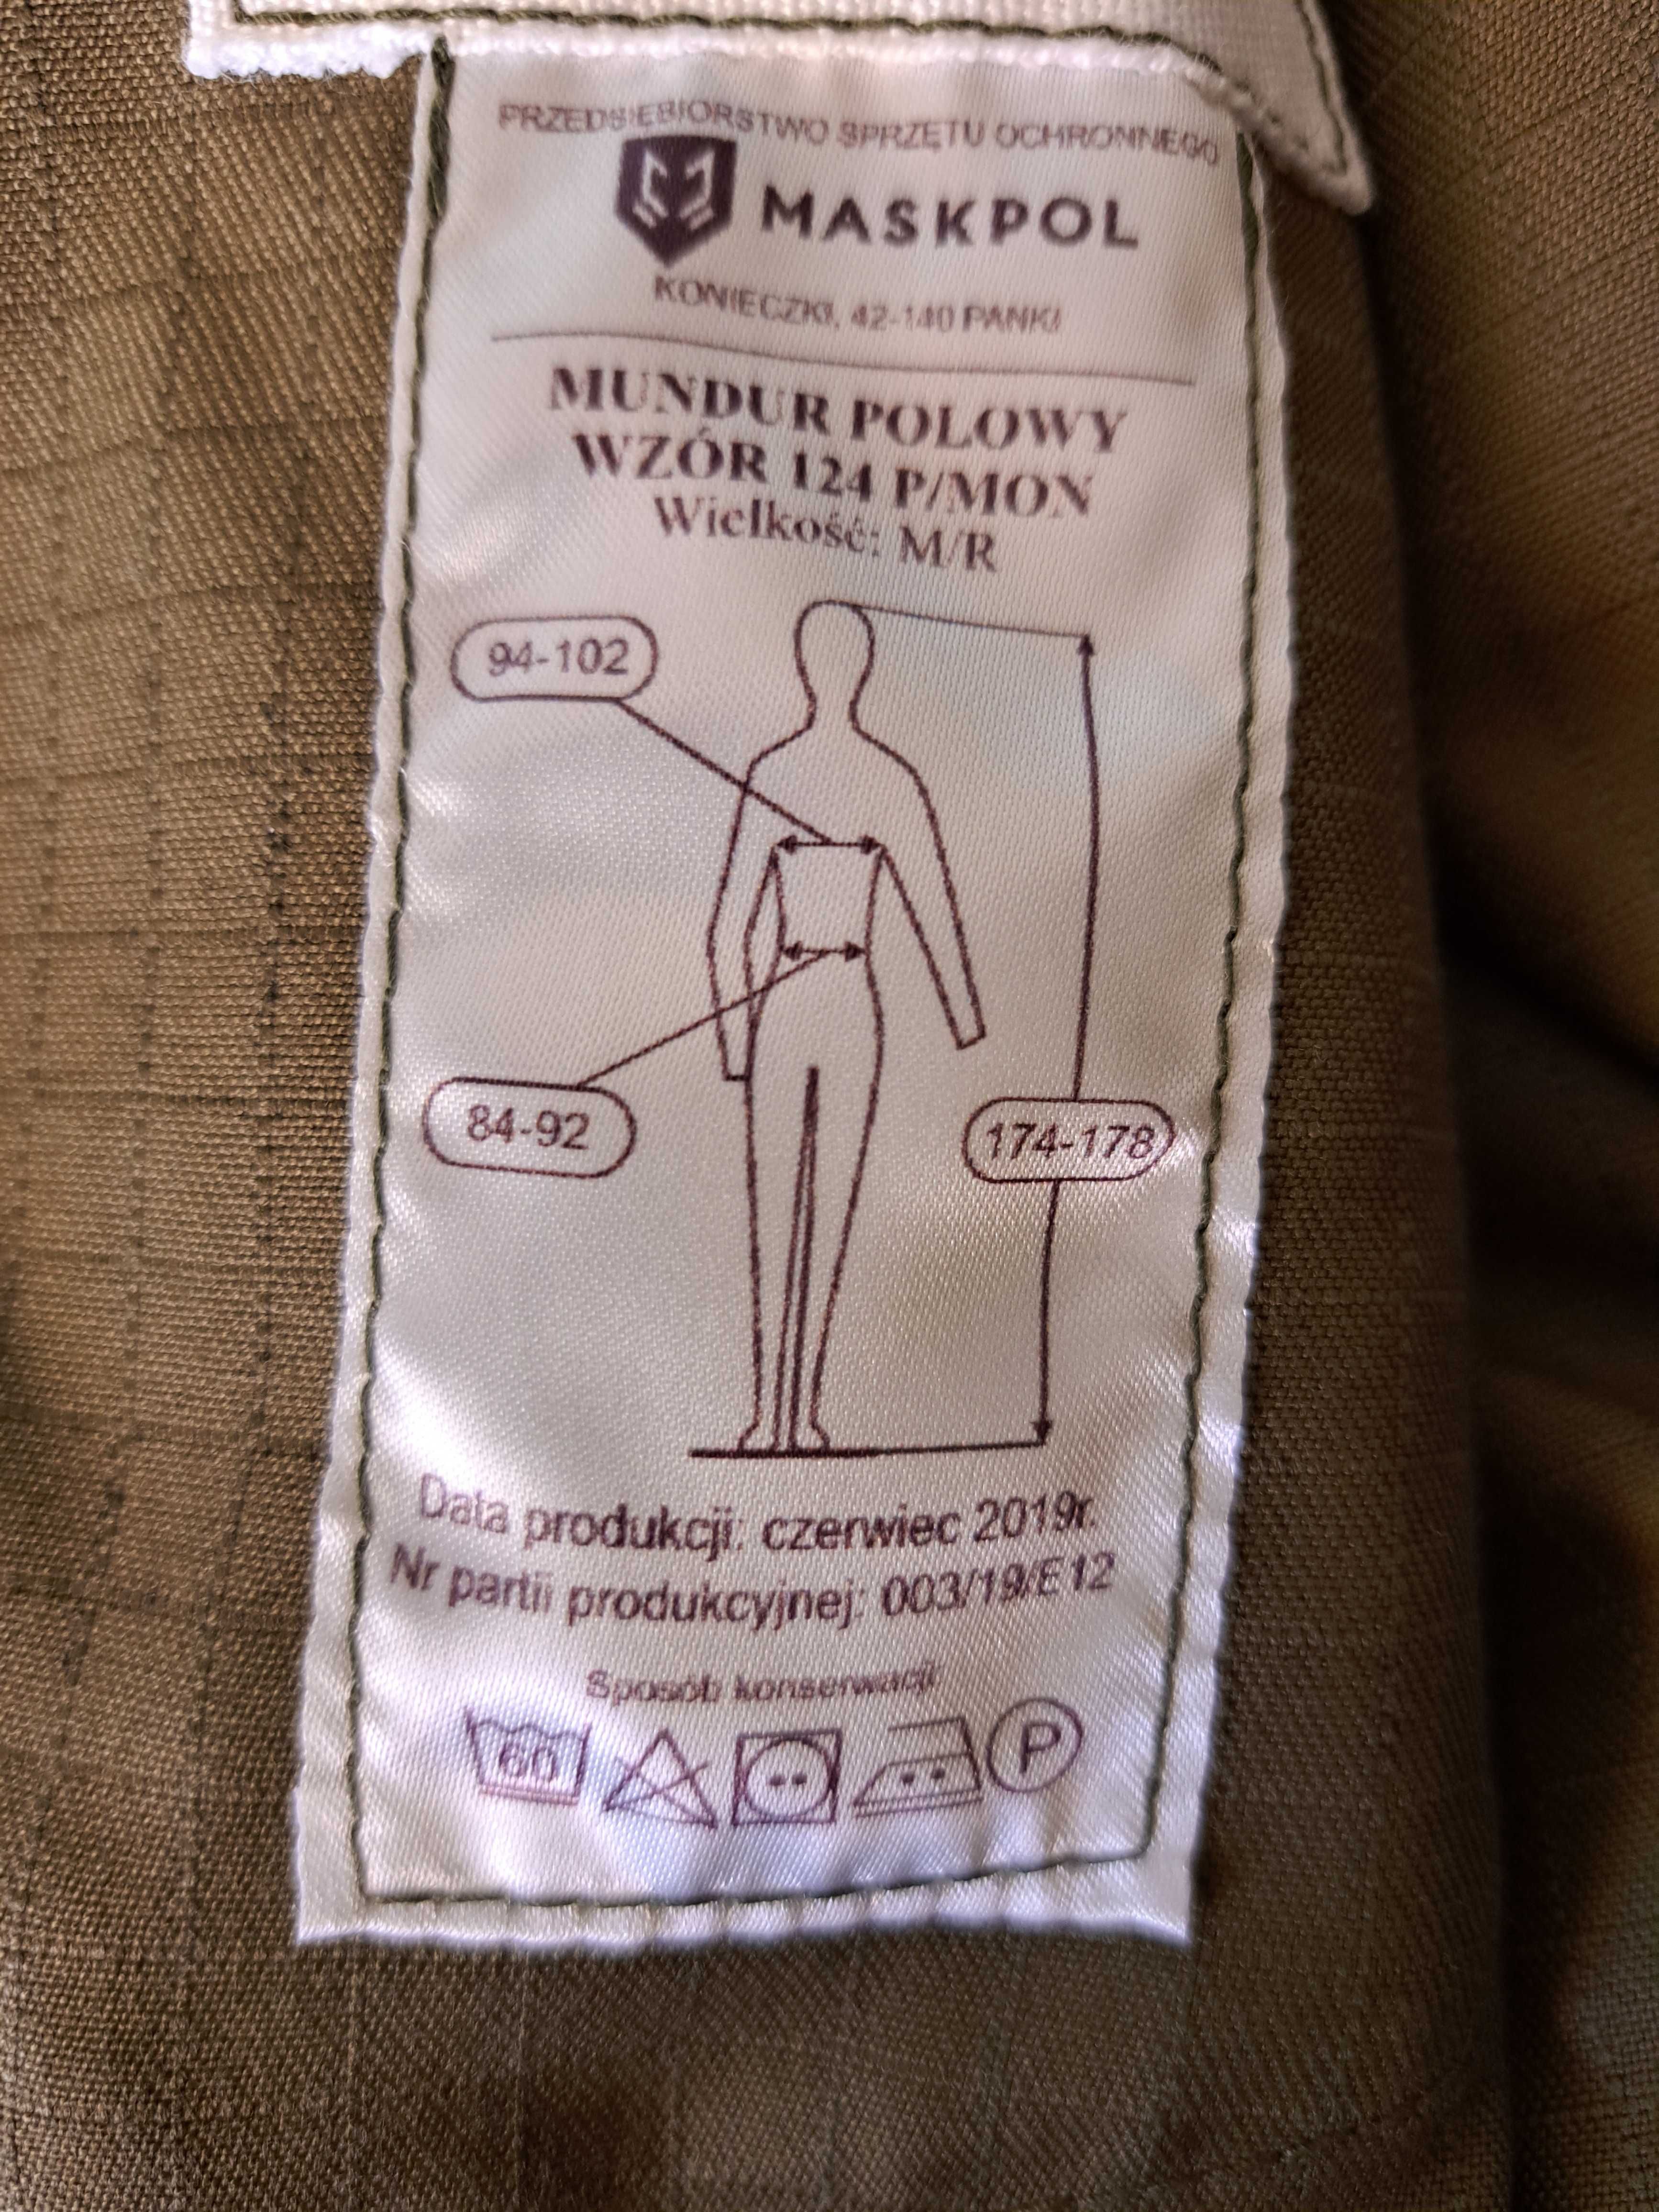 PRZEDSIEBIORSTWO SPRZĘTU OCHRONNEGO
MASKPOL
KONIECZKI, 42-140 PANKI
MUNDUR POLOWY
WZÓR 124 P/MON
Wielkość: M/R
94-102
84-92
174-178
Data produkcji: czerwiec 2019r.
Nr partii produkcyjnej: 003/19/E12
Sposób konserwacji:
60
P